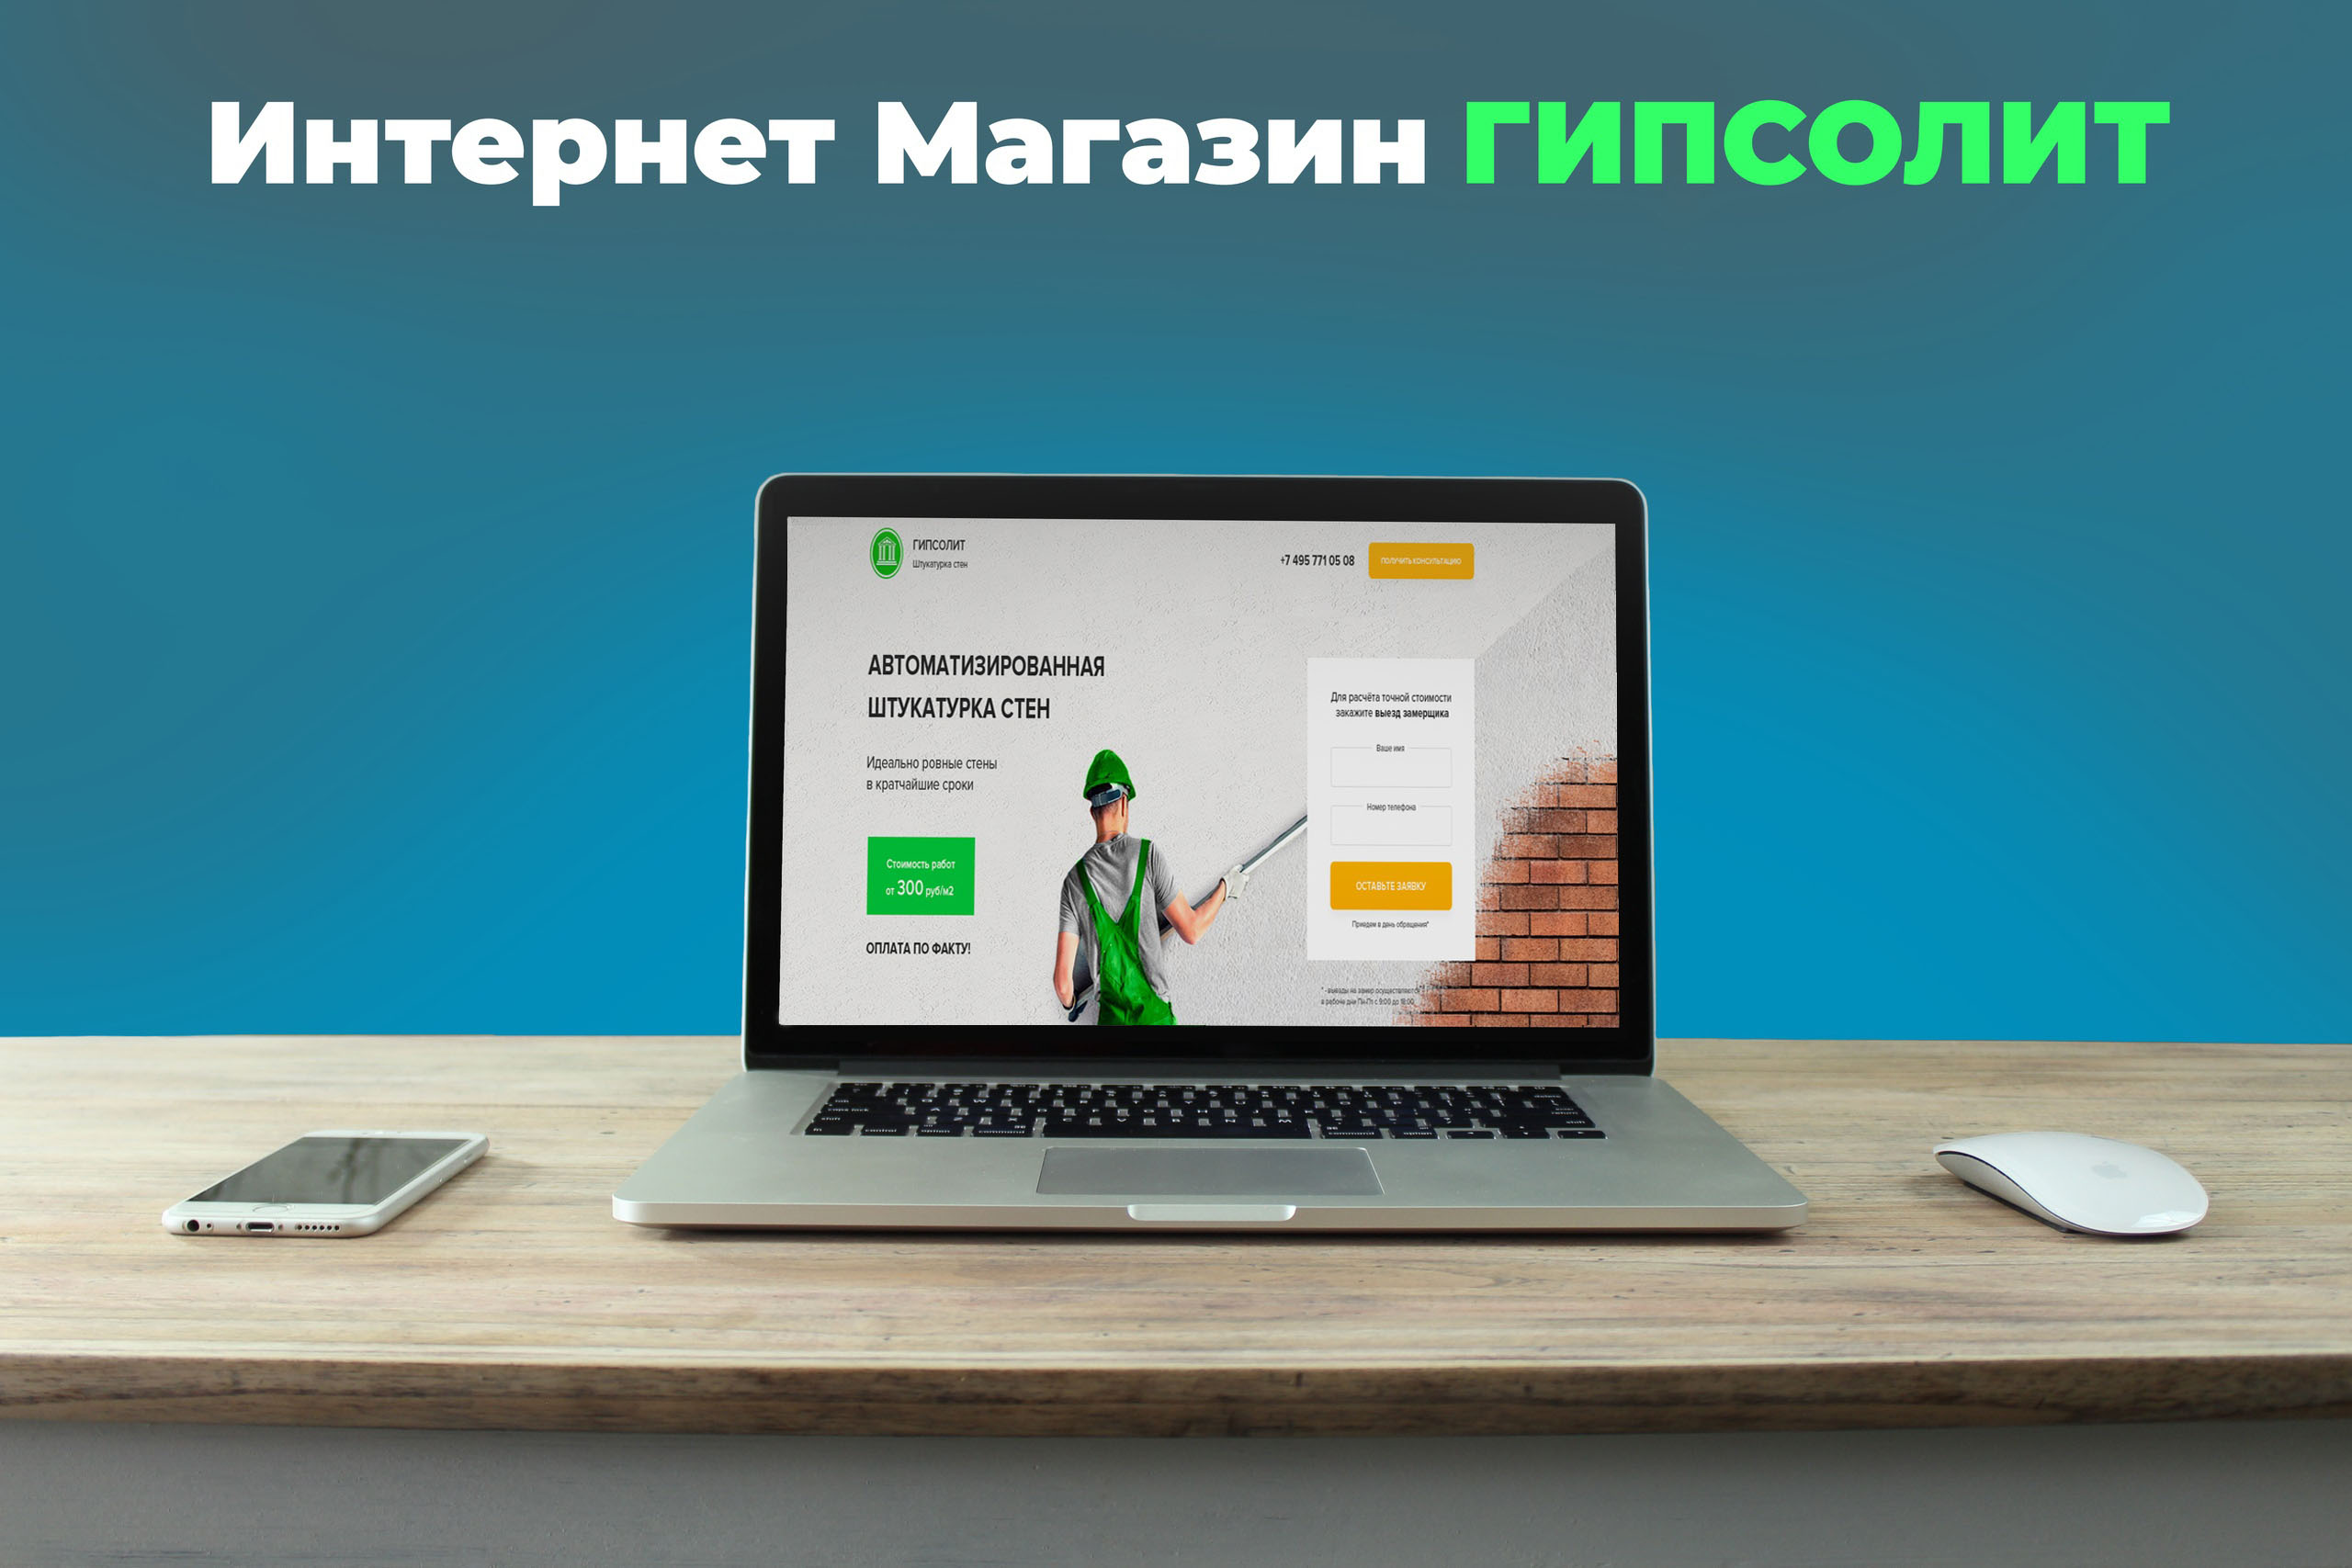 Интернет Магазин ГИПСОЛИТ
ГИПСОЛИТ
Штукатурка стен
+7 495 771 05 08
ПОЛУЧИТЬ КОНСУЛЬТАЦИЮ
АВТОМАТИЗИРОВАННАЯ
ШТУКАТУРКА СТЕН
Идеально ровные стены
в кратчайшие сроки
Стоимость работ
от 300 руб/м2
ОПЛАТА ПО ФАКТУ!
Для расчёта точной стоимости
закажите выезд замерщика
Ваше имя
Номер телефона
ОСТАВЬТЕ ЗАЯВКУ
Приедем в день обращения*
* - выезды на замер осуществляются
в рабочие дни Пн-Пт с 9:00 до 18:00